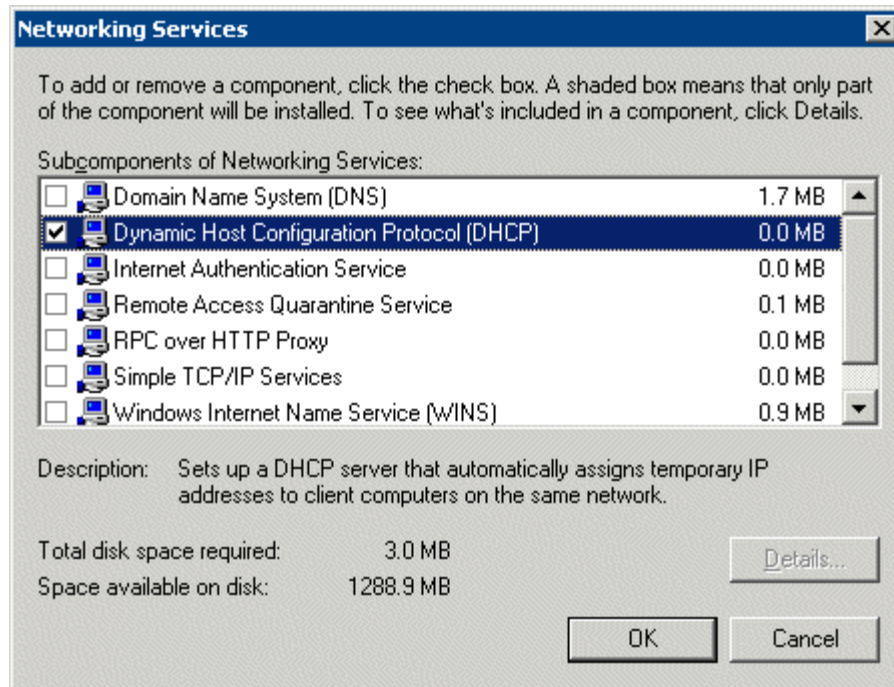 Networking Services
To add or remove a component, click the check box. A shaded box means that only part
of the component will be installed. To see what's included in a component, click Details.
Subcomponents of Networking Services:
Domain Name System (DNS) 1.7 MB
Dynamic Host Configuration Protocol (DHCP) 0.0 MB
Internet Authentication Service 0.0 MB
Remote Access Quarantine Service 0.1 MB
RPC over HTTP Proxy 0.0 MB
Simple TCP/IP Services 0.0 MB
Windows Internet Name Service (WINS) 0.9 MB
Description: Sets up a DHCP server that automatically assigns temporary IP
addresses to client computers on the same network.
Total disk space required: 3.0 MB
Details...
Space available on disk: 1288.9 MB
OK Cancel